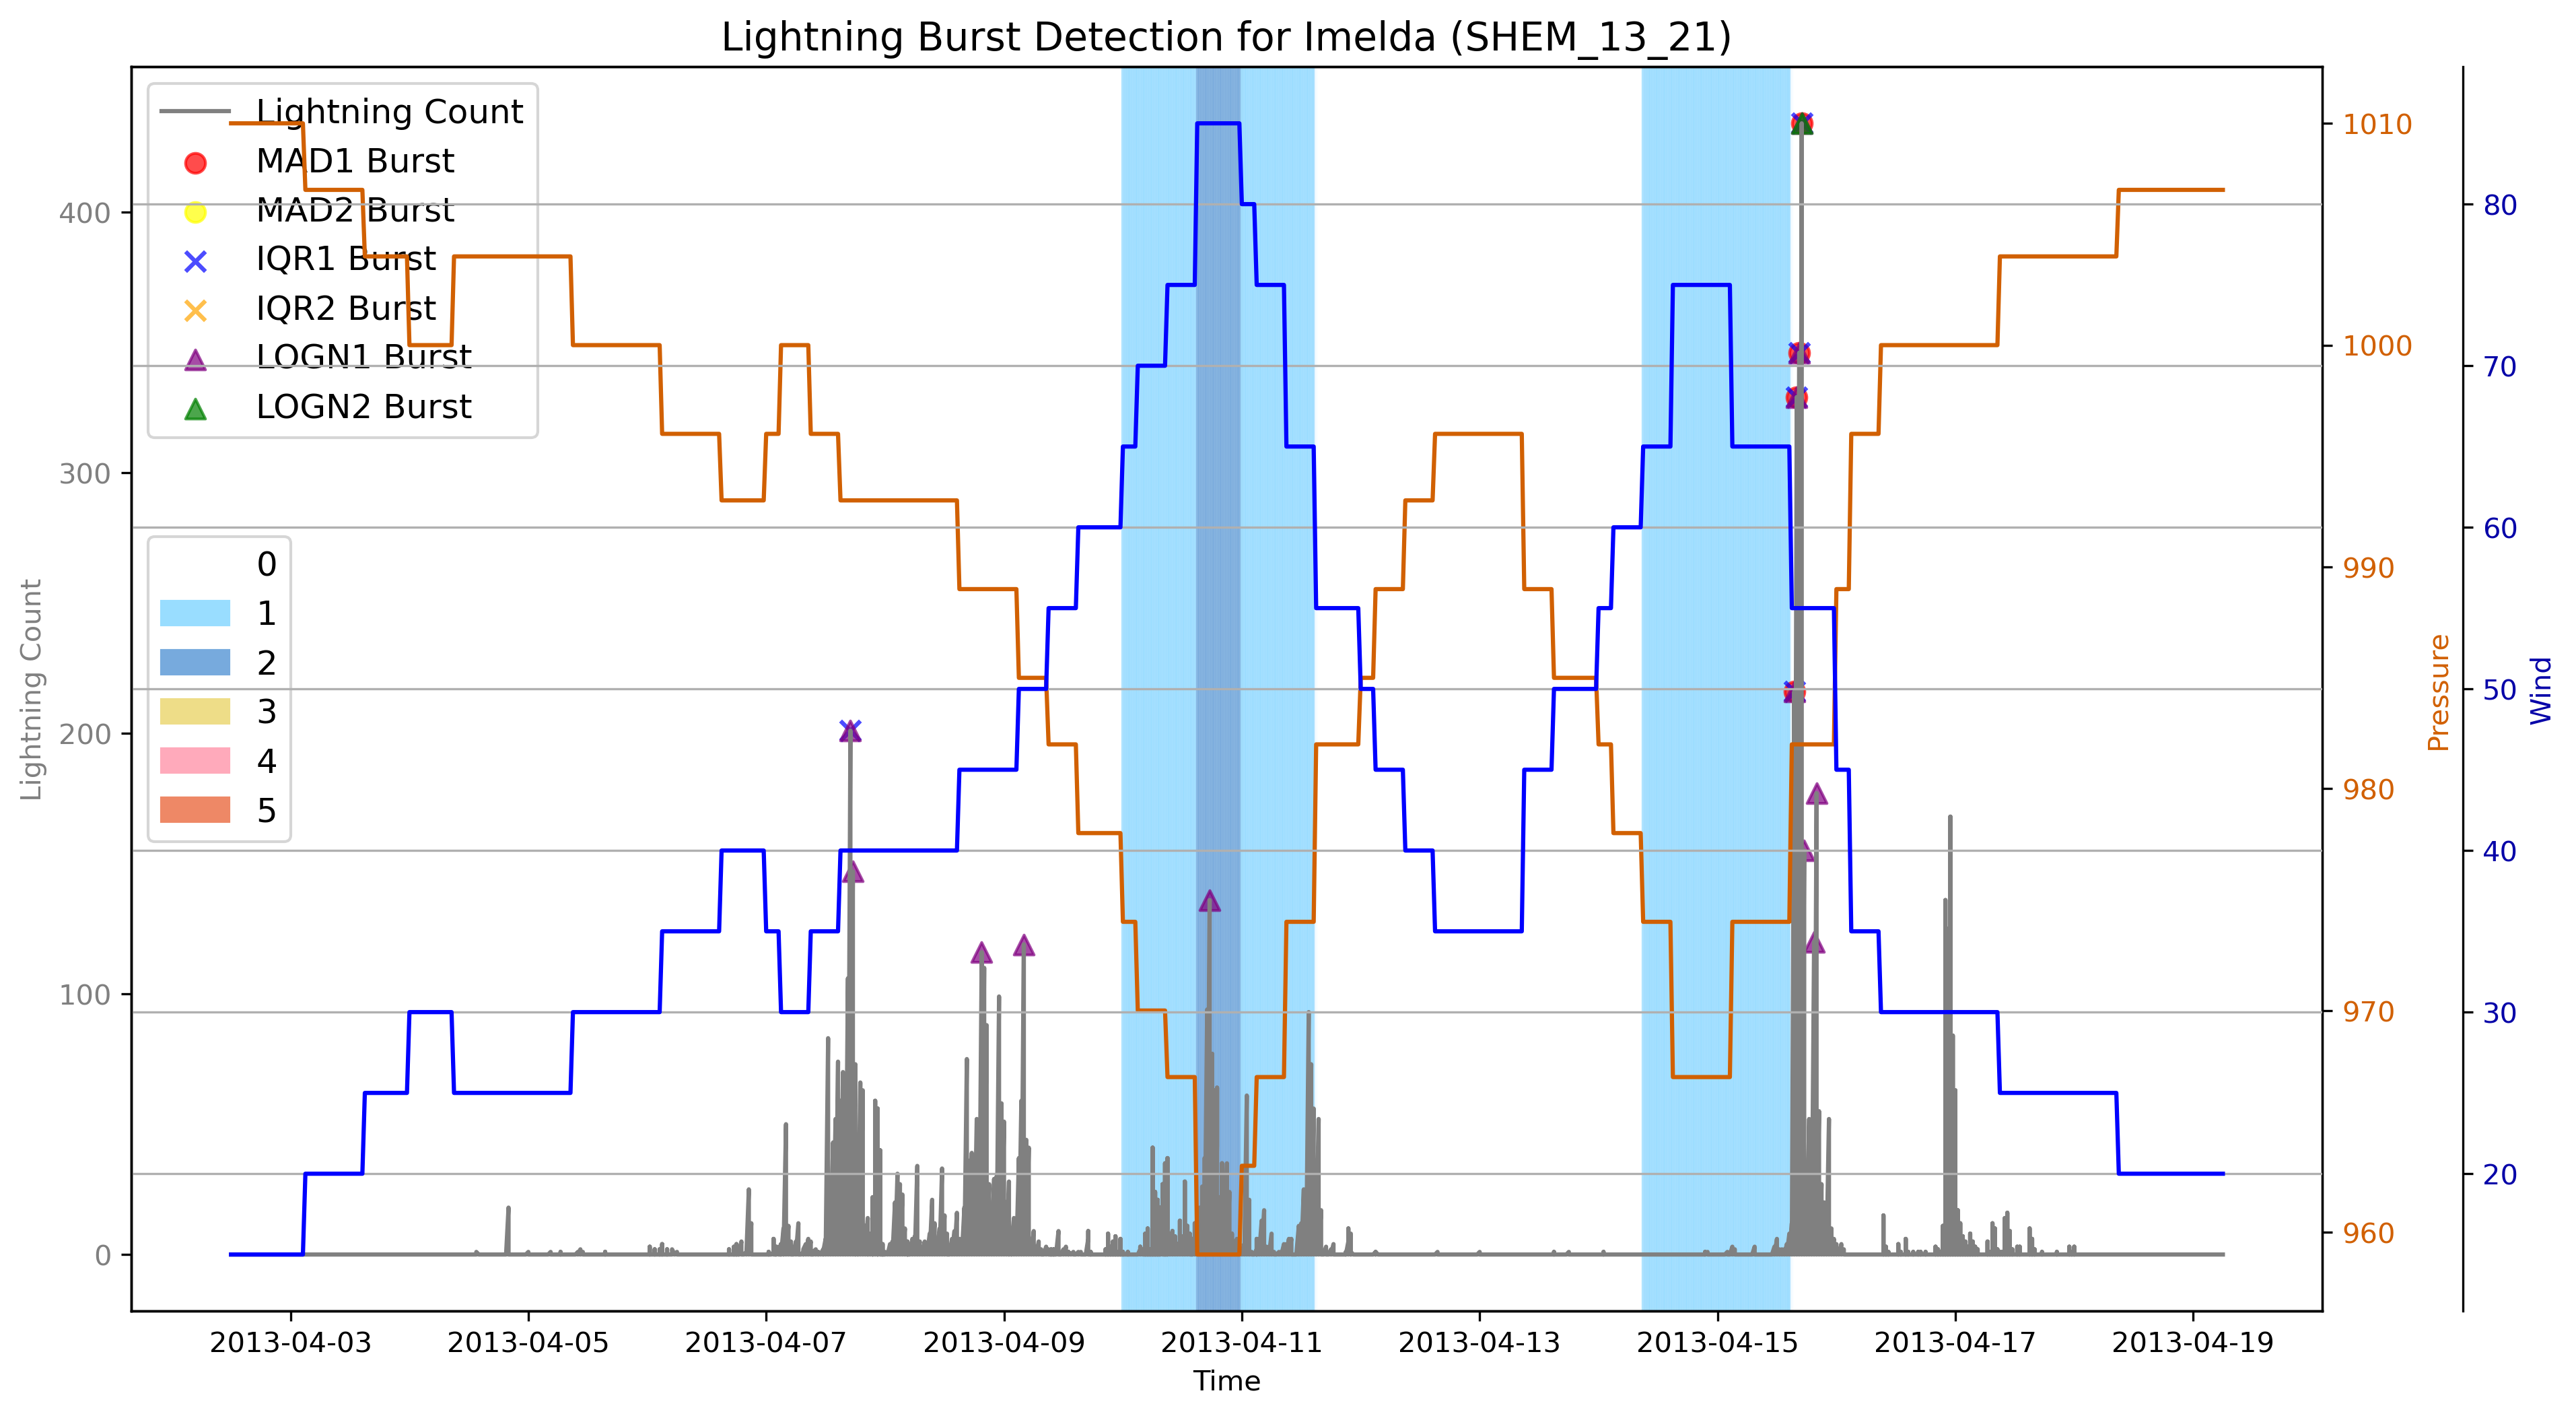 Lightning Burst Detection for Imelda (SHEM_13_21)
Lightning Count
MAD1 Burst
MAD2 Burst
IQR1 Burst
IQR2 Burst
LOGN1 Burst
LOGN2 Burst
0
1
2
3
4
5
Lightning Count
400
300
200
100
0
1010
1000
990
980
970
960
Pressure
80
70
60
50
40
30
20
Wind
2013-04-03 2013-04-05 2013-04-07 2013-04-09 2013-04-11 2013-04-13 2013-04-15 2013-04-17 2013-04-19
Time